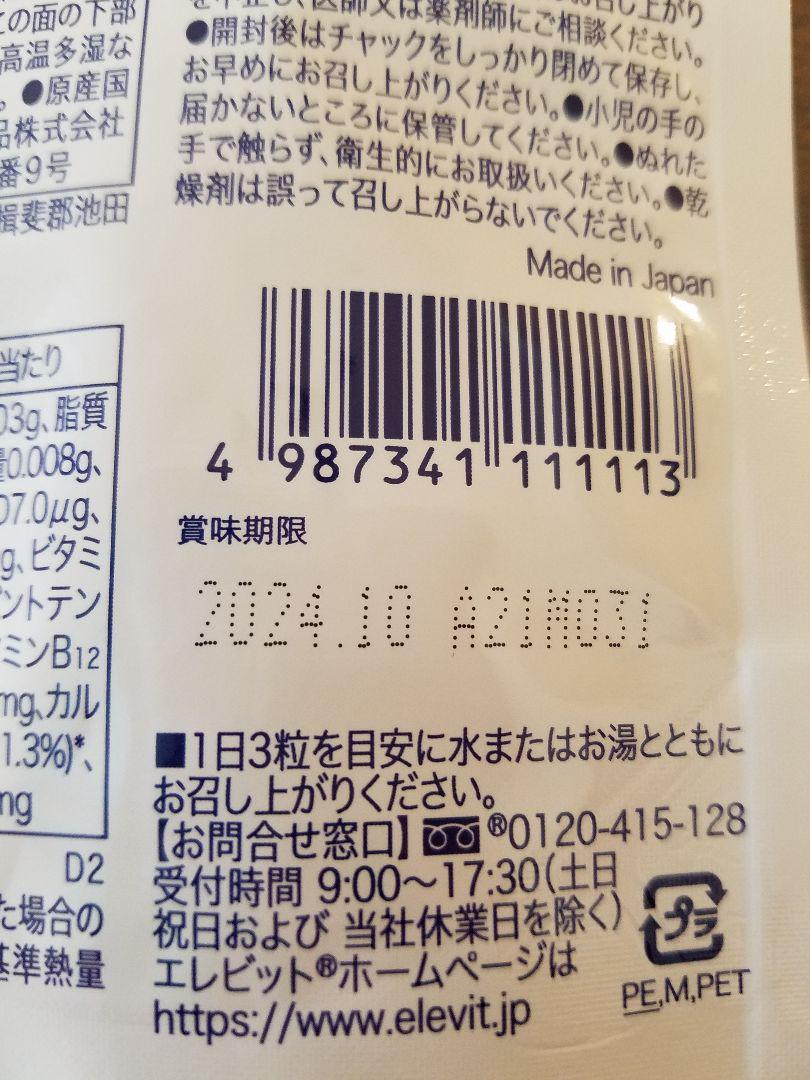 この面の下部
高温多湿な
。●原産国
品株式会社
番9号
揖斐郡池田
当たり
03g、脂質
量0.008g、
D7.0μg、
g、ビタミ
ントテン
ミンB12
mg、カル
1.3%)*、
mg
D2
た場合の
基準熱量
を中止し、医師又は薬剤師にご相談ください。
●開封後はチャックをしっかり閉めて保存し、
お早めにお召し上がりください。●小児の手の
届かないところに保管してください。●ぬれた
手で触らず、衛生的にお取扱いください。●乾
燥剤は誤って召し上がらないでください。
Made in Japan
4 987341 111113
賞味期限
2024.10 A21M031
■1日3粒を目安に水またはお湯とともに
お召し上がりください。
【お問合せ窓口】®0120-415-128
受付時間 9:00〜17:30(土日
祝日および 当社休業日を除く)
エレビット®ホームページは
https://www.elevit.jp
プラ
PE,M,PET